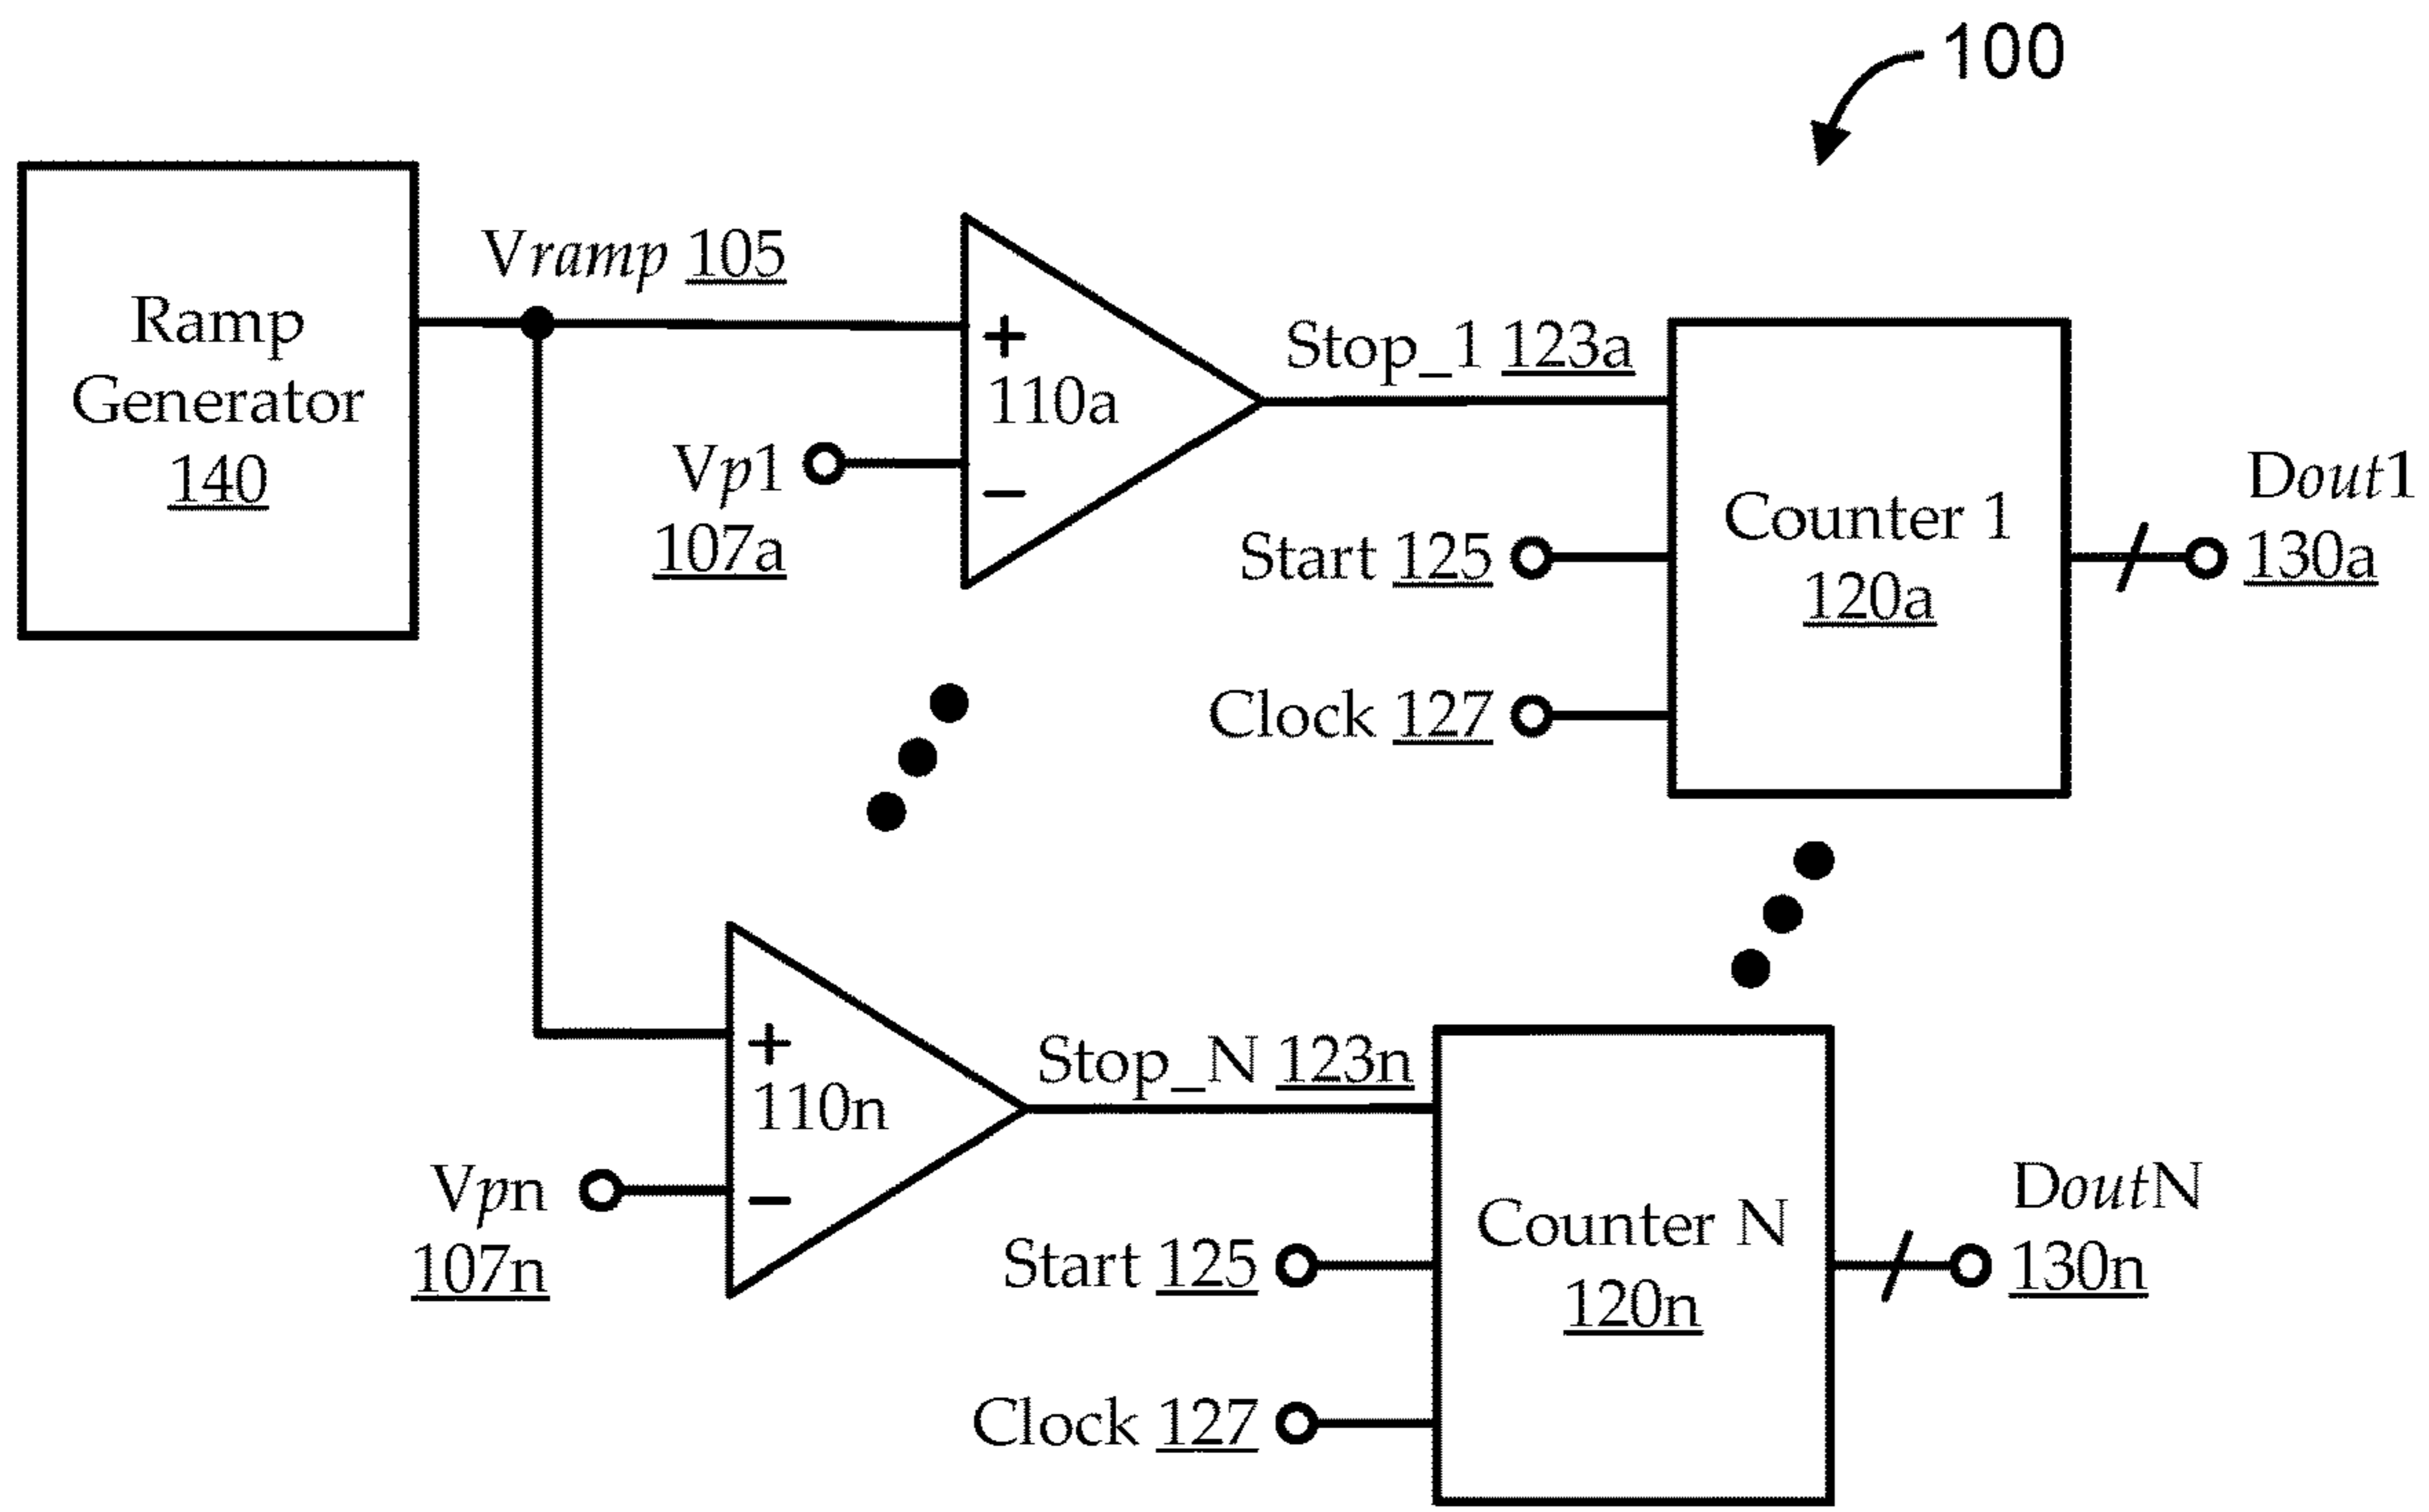 100
Ramp
Generator
140
Vramp 105
+
110a
−
Vp1
107a
Stop_1 123a
Start 125
Clock 127
Counter 1
120a
Dout1
130a
+
110n
−
Vpn
107n
Stop_N 123n
Start 125
Clock 127
Counter N
120n
DoutN
130n